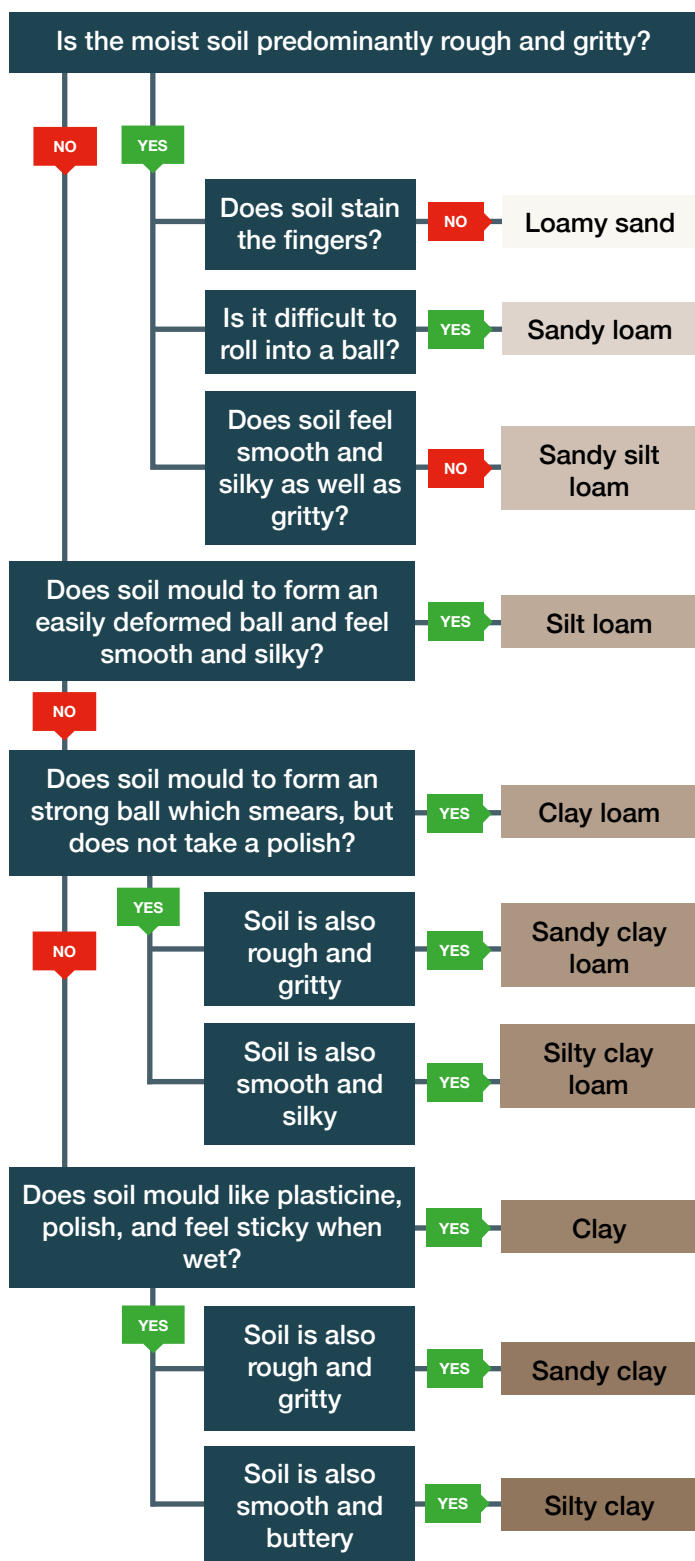 Is the moist soil predominantly rough and gritty?
NO
YES
Does soil stain
the fingers?
NO
Loamy sand
Is it difficult to
roll into a ball?
YES
Sandy loam
Does soil feel
smooth and
silky as well as
gritty?
NO
Sandy silt
loam
Does soil mould to form an
easily deformed ball and feel
smooth and silky?
YES
Silt loam
NO
Does soil mould to form an
strong ball which smears, but
does not take a polish?
YES
Clay loam
YES
NO
Soil is also
rough and
gritty
YES
Sandy clay
loam
Soil is also
smooth and
silky
YES
Silty clay
loam
Does soil mould like plasticine,
polish, and feel sticky when
wet?
YES
Clay
YES
Soil is also
rough and
gritty
YES
Sandy clay
Soil is also
smooth and
buttery
YES
Silty clay